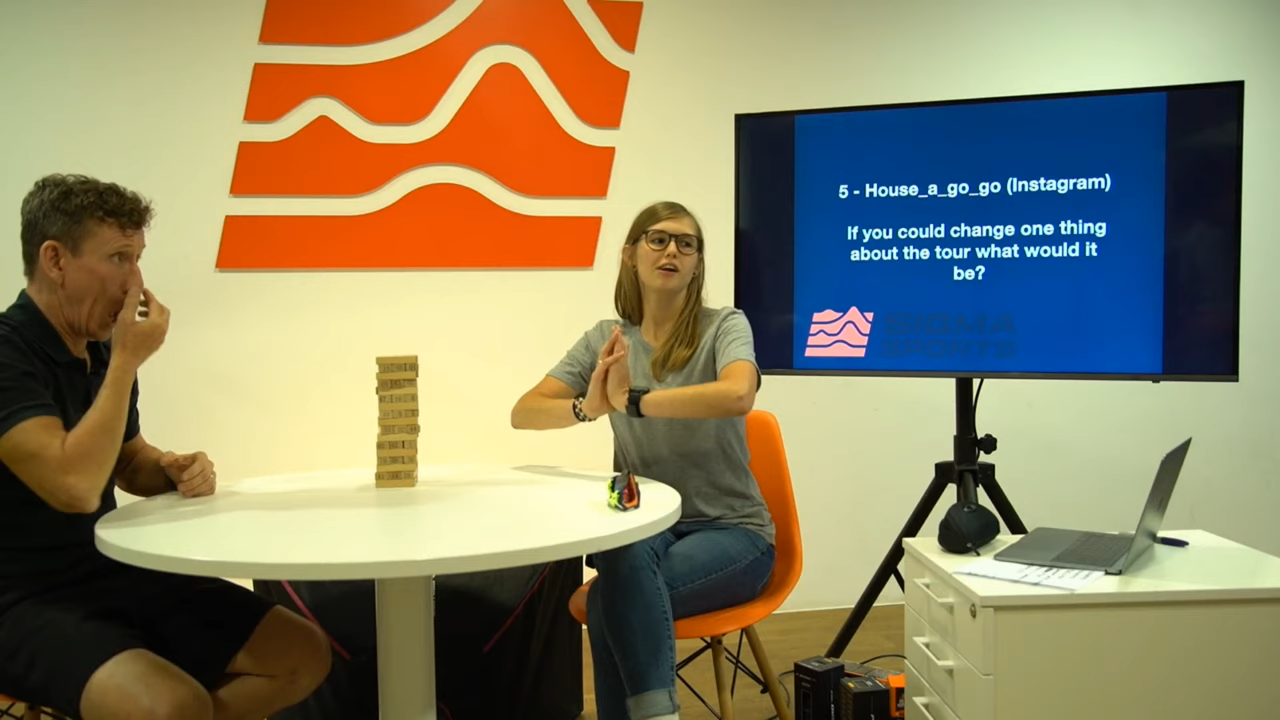 5 - House_a_go_go (Instagram)
If you could change one thing
about the tour what would it
be?
SIGMA
SPORTS